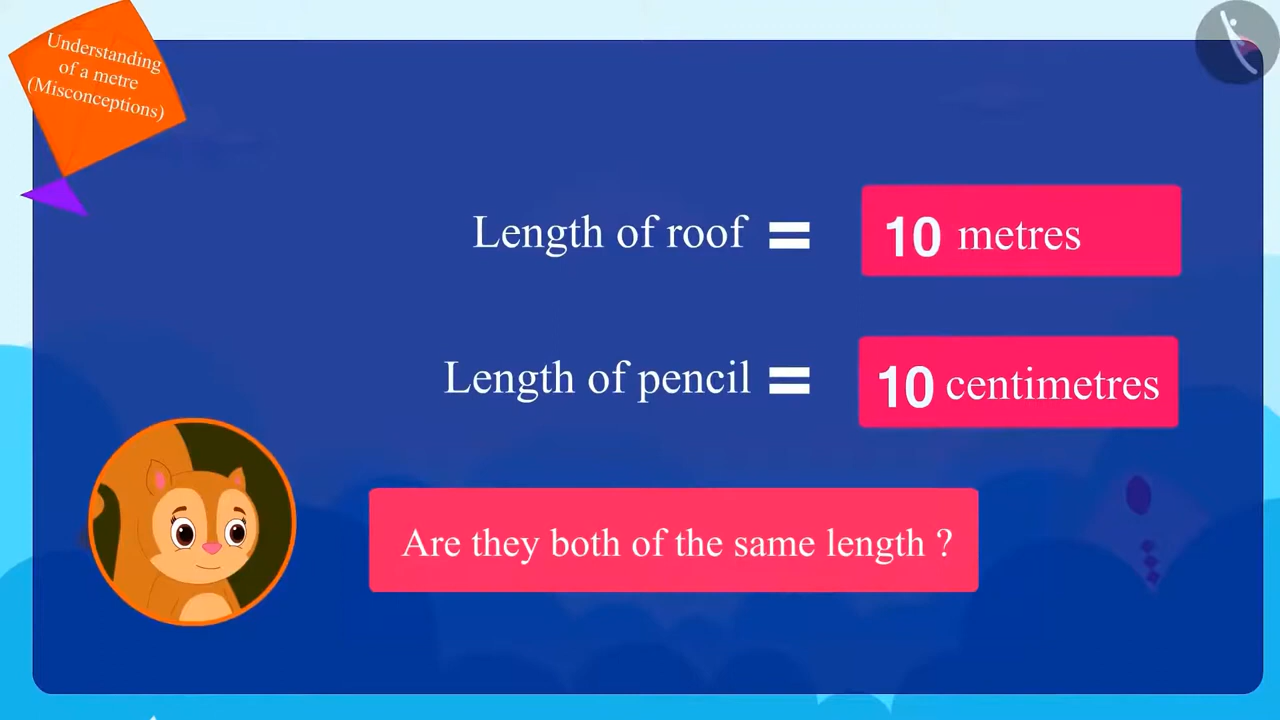 Understanding
of a metre
(Misconceptions)
Length of roof = 10 metres
Length of pencil = 10 centimetres
Are they both of the same length ?